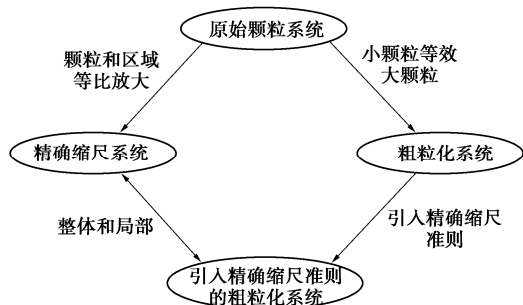 原始颗粒系统
颗粒和区域
等比放大
小颗粒等效
大颗粒
精确缩尺系统
粗粒化系统
整体和局部
引入精确缩尺
准则
引入精确缩尺准则
的粗粒化系统